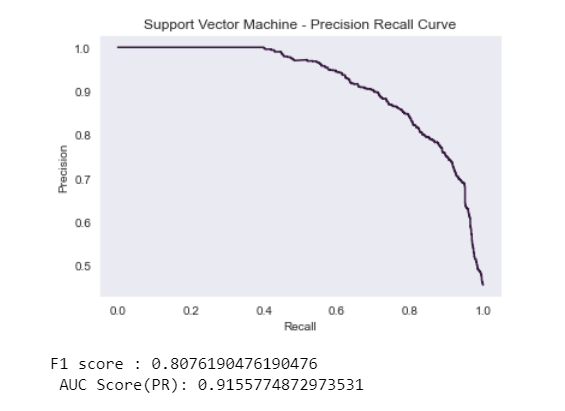 Support Vector Machine - Precision Recall Curve
1.0
0.9
0.8
0.7
0.6
0.5
Precision
0.0 0.2 0.4 0.6 0.8 1.0
Recall
F1 score : 0.8076190476190476
AUC Score(PR): 0.9155774872973531